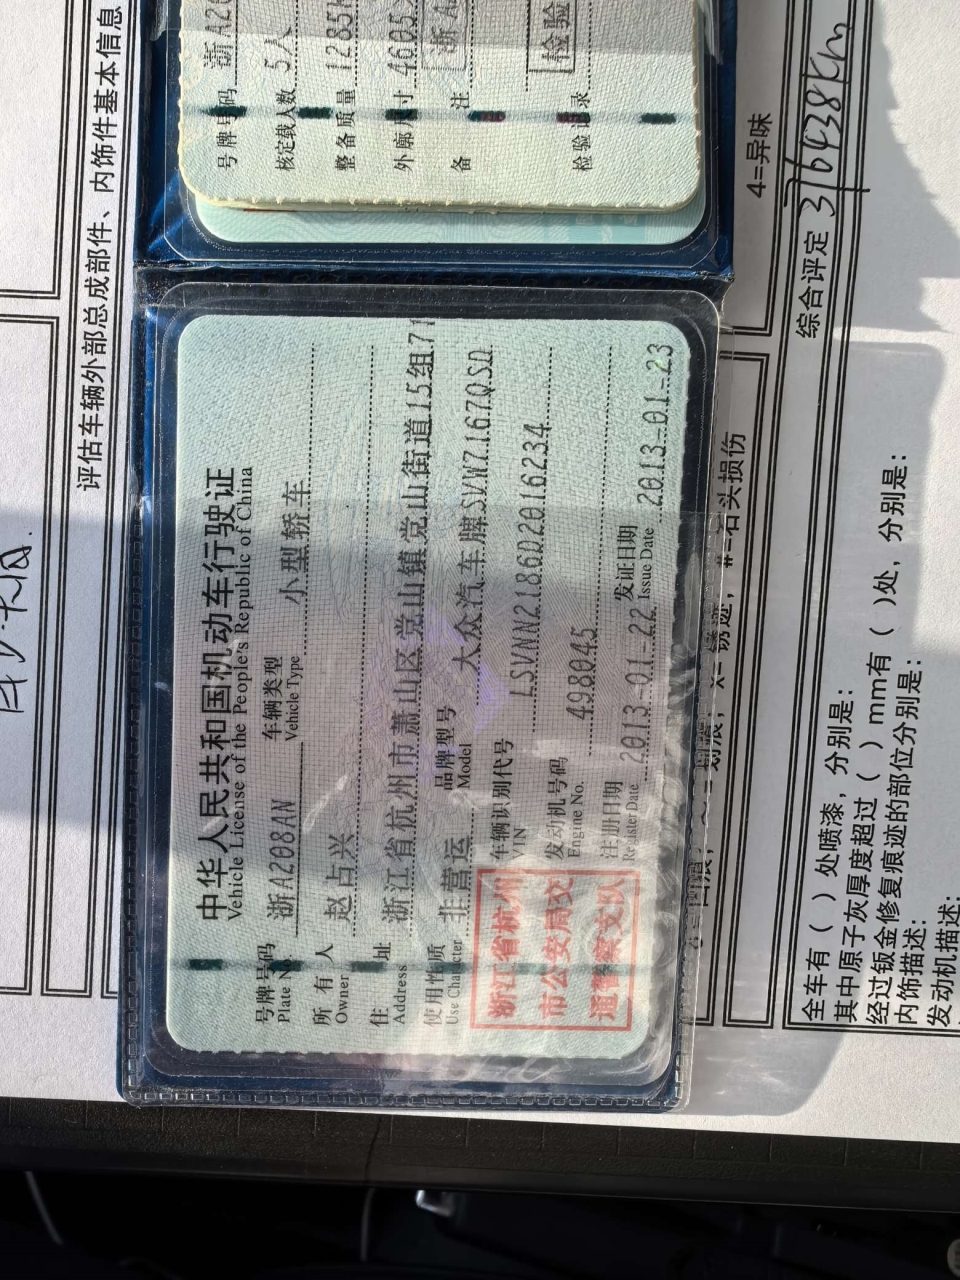 中华人民共和国机动车行驶证
Vehicle License of the People's Republic of China
号牌号码 浙A208AN 车辆类型 小型轿车
Plate No. Vehicle Type
所有人 赵占兴
Owner
住址 浙江省杭州市萧山区党山镇党山街道15组71
Address
使用性质 非营运 品牌型号 大众汽车牌SVW7167QSD
Use Character Model
浙江省杭州
市公安局交
通警察支队
车辆识别代号 LSVNN2186D2016234
VIN
发动机号码 498045
Engine No.
注册日期 2013-01-22 发证日期 2013-01-23
Register Date Issue Date
号牌号码 浙A20
核定载人数 5人
整备质量 1285k
外廓尺寸 4605
备注 浙A
检验记录 检验
评估车辆外部总成部件、内饰件基本信息
4=异味
石头损伤
综合评定 376438Km
全车有 ( ) 处喷漆，分别是：
其中原子灰厚度超过 ( ) mm有 ( )处，分别是：
经过钣金修复痕迹的部位分别是：
内饰描述：
发动机描述：